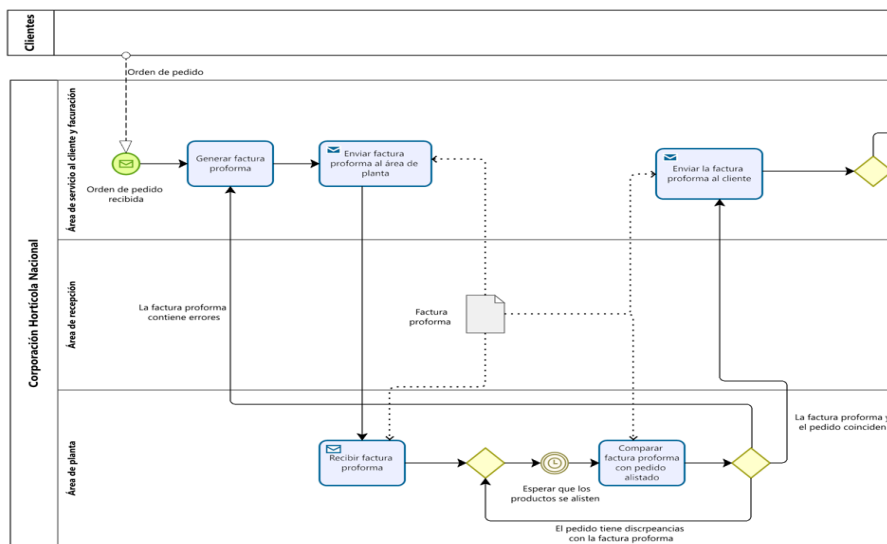 Clientes
Orden de pedido
Corporación Hortícola Nacional
Área de servicio al cliente y facuración
Orden de pedido
recibida
Generar factura
proforma
Enviar factura
proforma al área de
planta
Enviar la factura
proforma al cliente
Área de recepción
La factura proforma
contiene errores
Factura
proforma
Área de planta
Recibir factura
proforma
Esperar que los
productos se alisten
Comparar
factura proforma
con pedido
alistado
La factura proforma y
el pedido coinciden
El pedido tiene discrpeancias
con la factura proforma